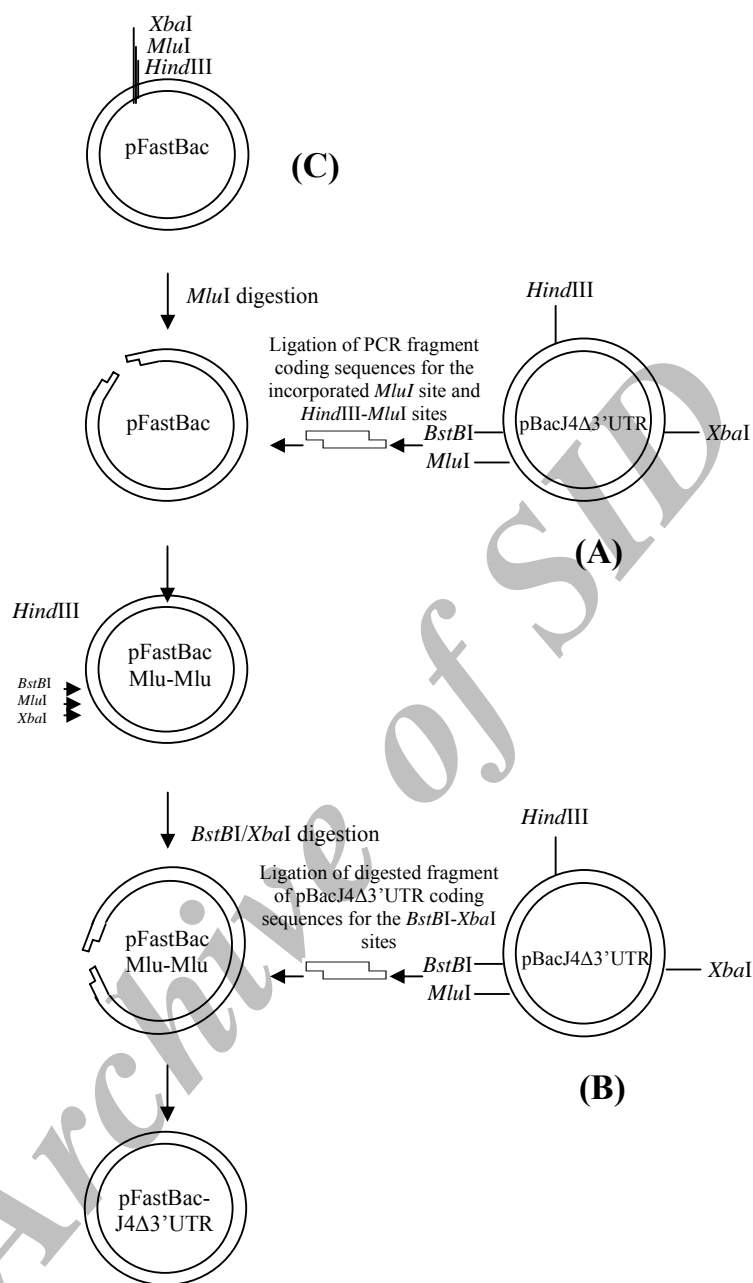 XbaI
MluI
HindIII
pFastBac
(C)
MluI digestion
HindIII
Ligation of PCR fragment
coding sequences for the
incorporated MluI site and
HindIII-MluI sites
pFastBac
BstBI
MluI
pBacJ4Δ3’UTR
XbaI
(A)
HindIII
pFastBac
Mlu-Mlu
BstBI
MluI
XbaI
BstBI/XbaI digestion
HindIII
Ligation of digested fragment
of pBacJ4Δ3’UTR coding
sequences for the BstBI-XbaI
sites
pFastBac
Mlu-Mlu
BstBI
MluI
pBacJ4Δ3’UTR
XbaI
(B)
pFastBac-
J4Δ3’UTR
Archive of SID